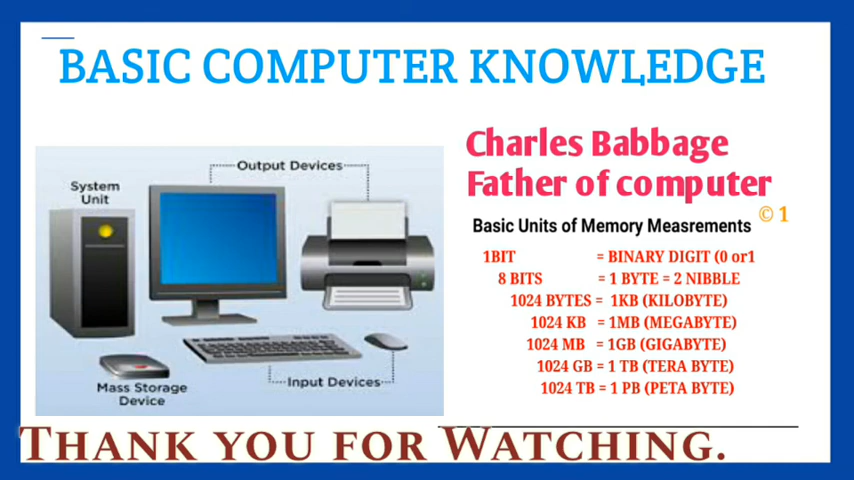 BASIC COMPUTER KNOWLEDGE
Output Devices
System
Unit
Mass Storage
Device
Input Devices
Charles Babbage
Father of computer
© 1
Basic Units of Memory Measrements
1BIT = BINARY DIGIT (0 or1
8 BITS = 1 BYTE = 2 NIBBLE
1024 BYTES = 1KB (KILOBYTE)
1024 KB = 1MB (MEGABYTE)
1024 MB = 1GB (GIGABYTE)
1024 GB = 1 TB (TERA BYTE)
1024 TB = 1 PB (PETA BYTE)
THANK YOU FOR WATCHING.